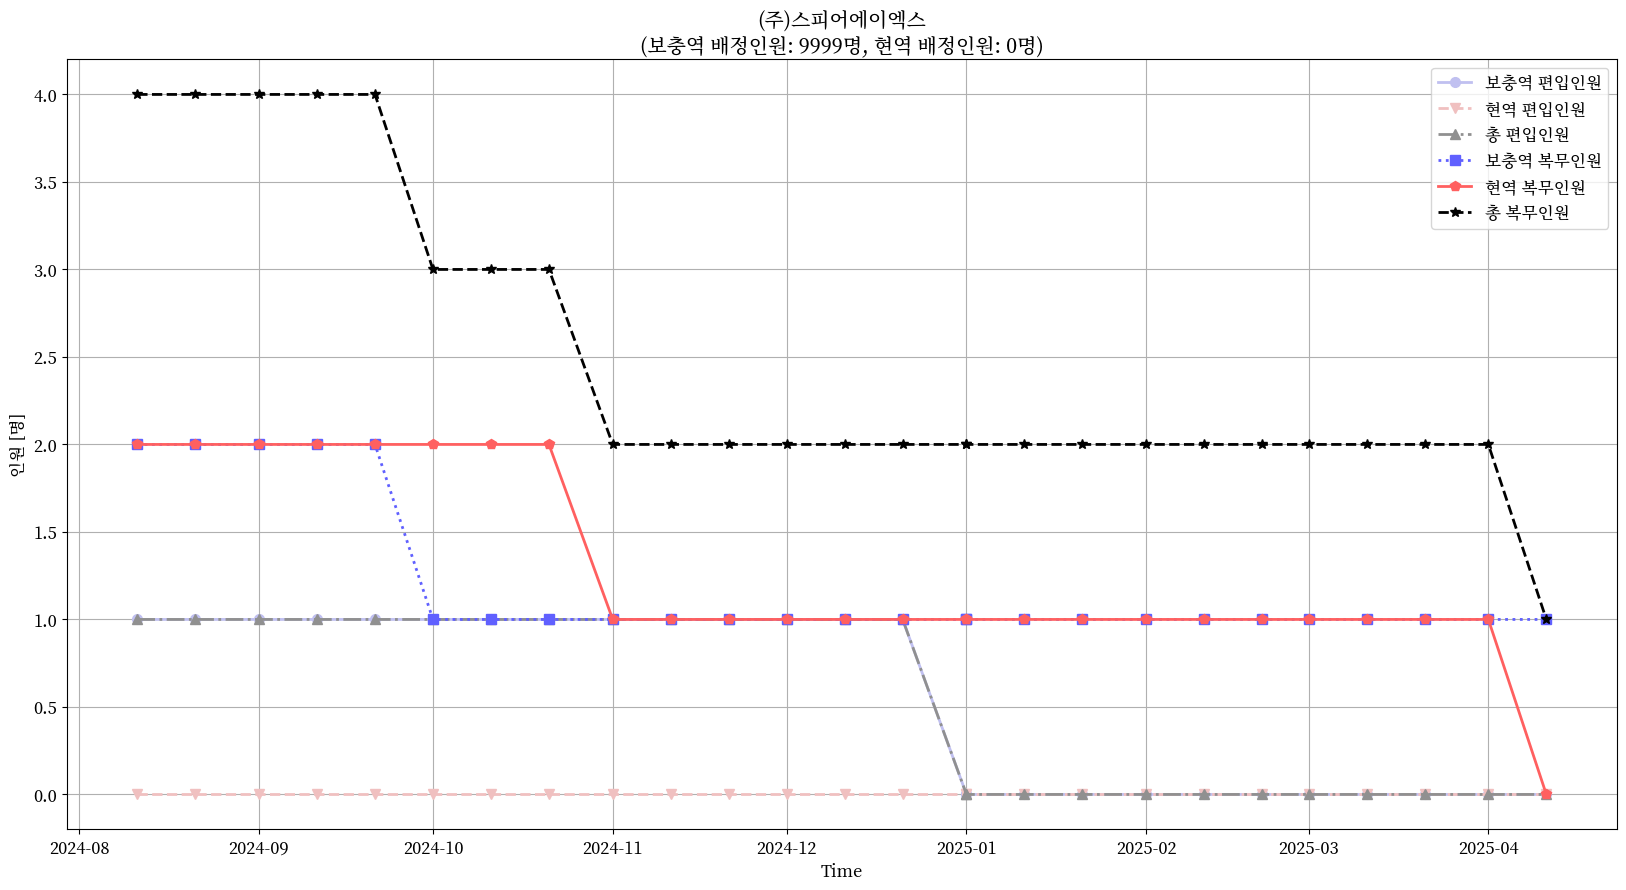 (주)스피어에이엑스
(보충역 배정인원: 9999명, 현역 배정인원: 0명)
보충역 편입인원
현역 편입인원
총 편입인원
보충역 복무인원
현역 복무인원
총 복무인원
4.0
3.5
3.0
2.5
2.0
1.5
1.0
0.5
0.0
인원 [명]
2024-08 2024-09 2024-10 2024-11 2024-12 2025-01 2025-02 2025-03 2025-04
Time